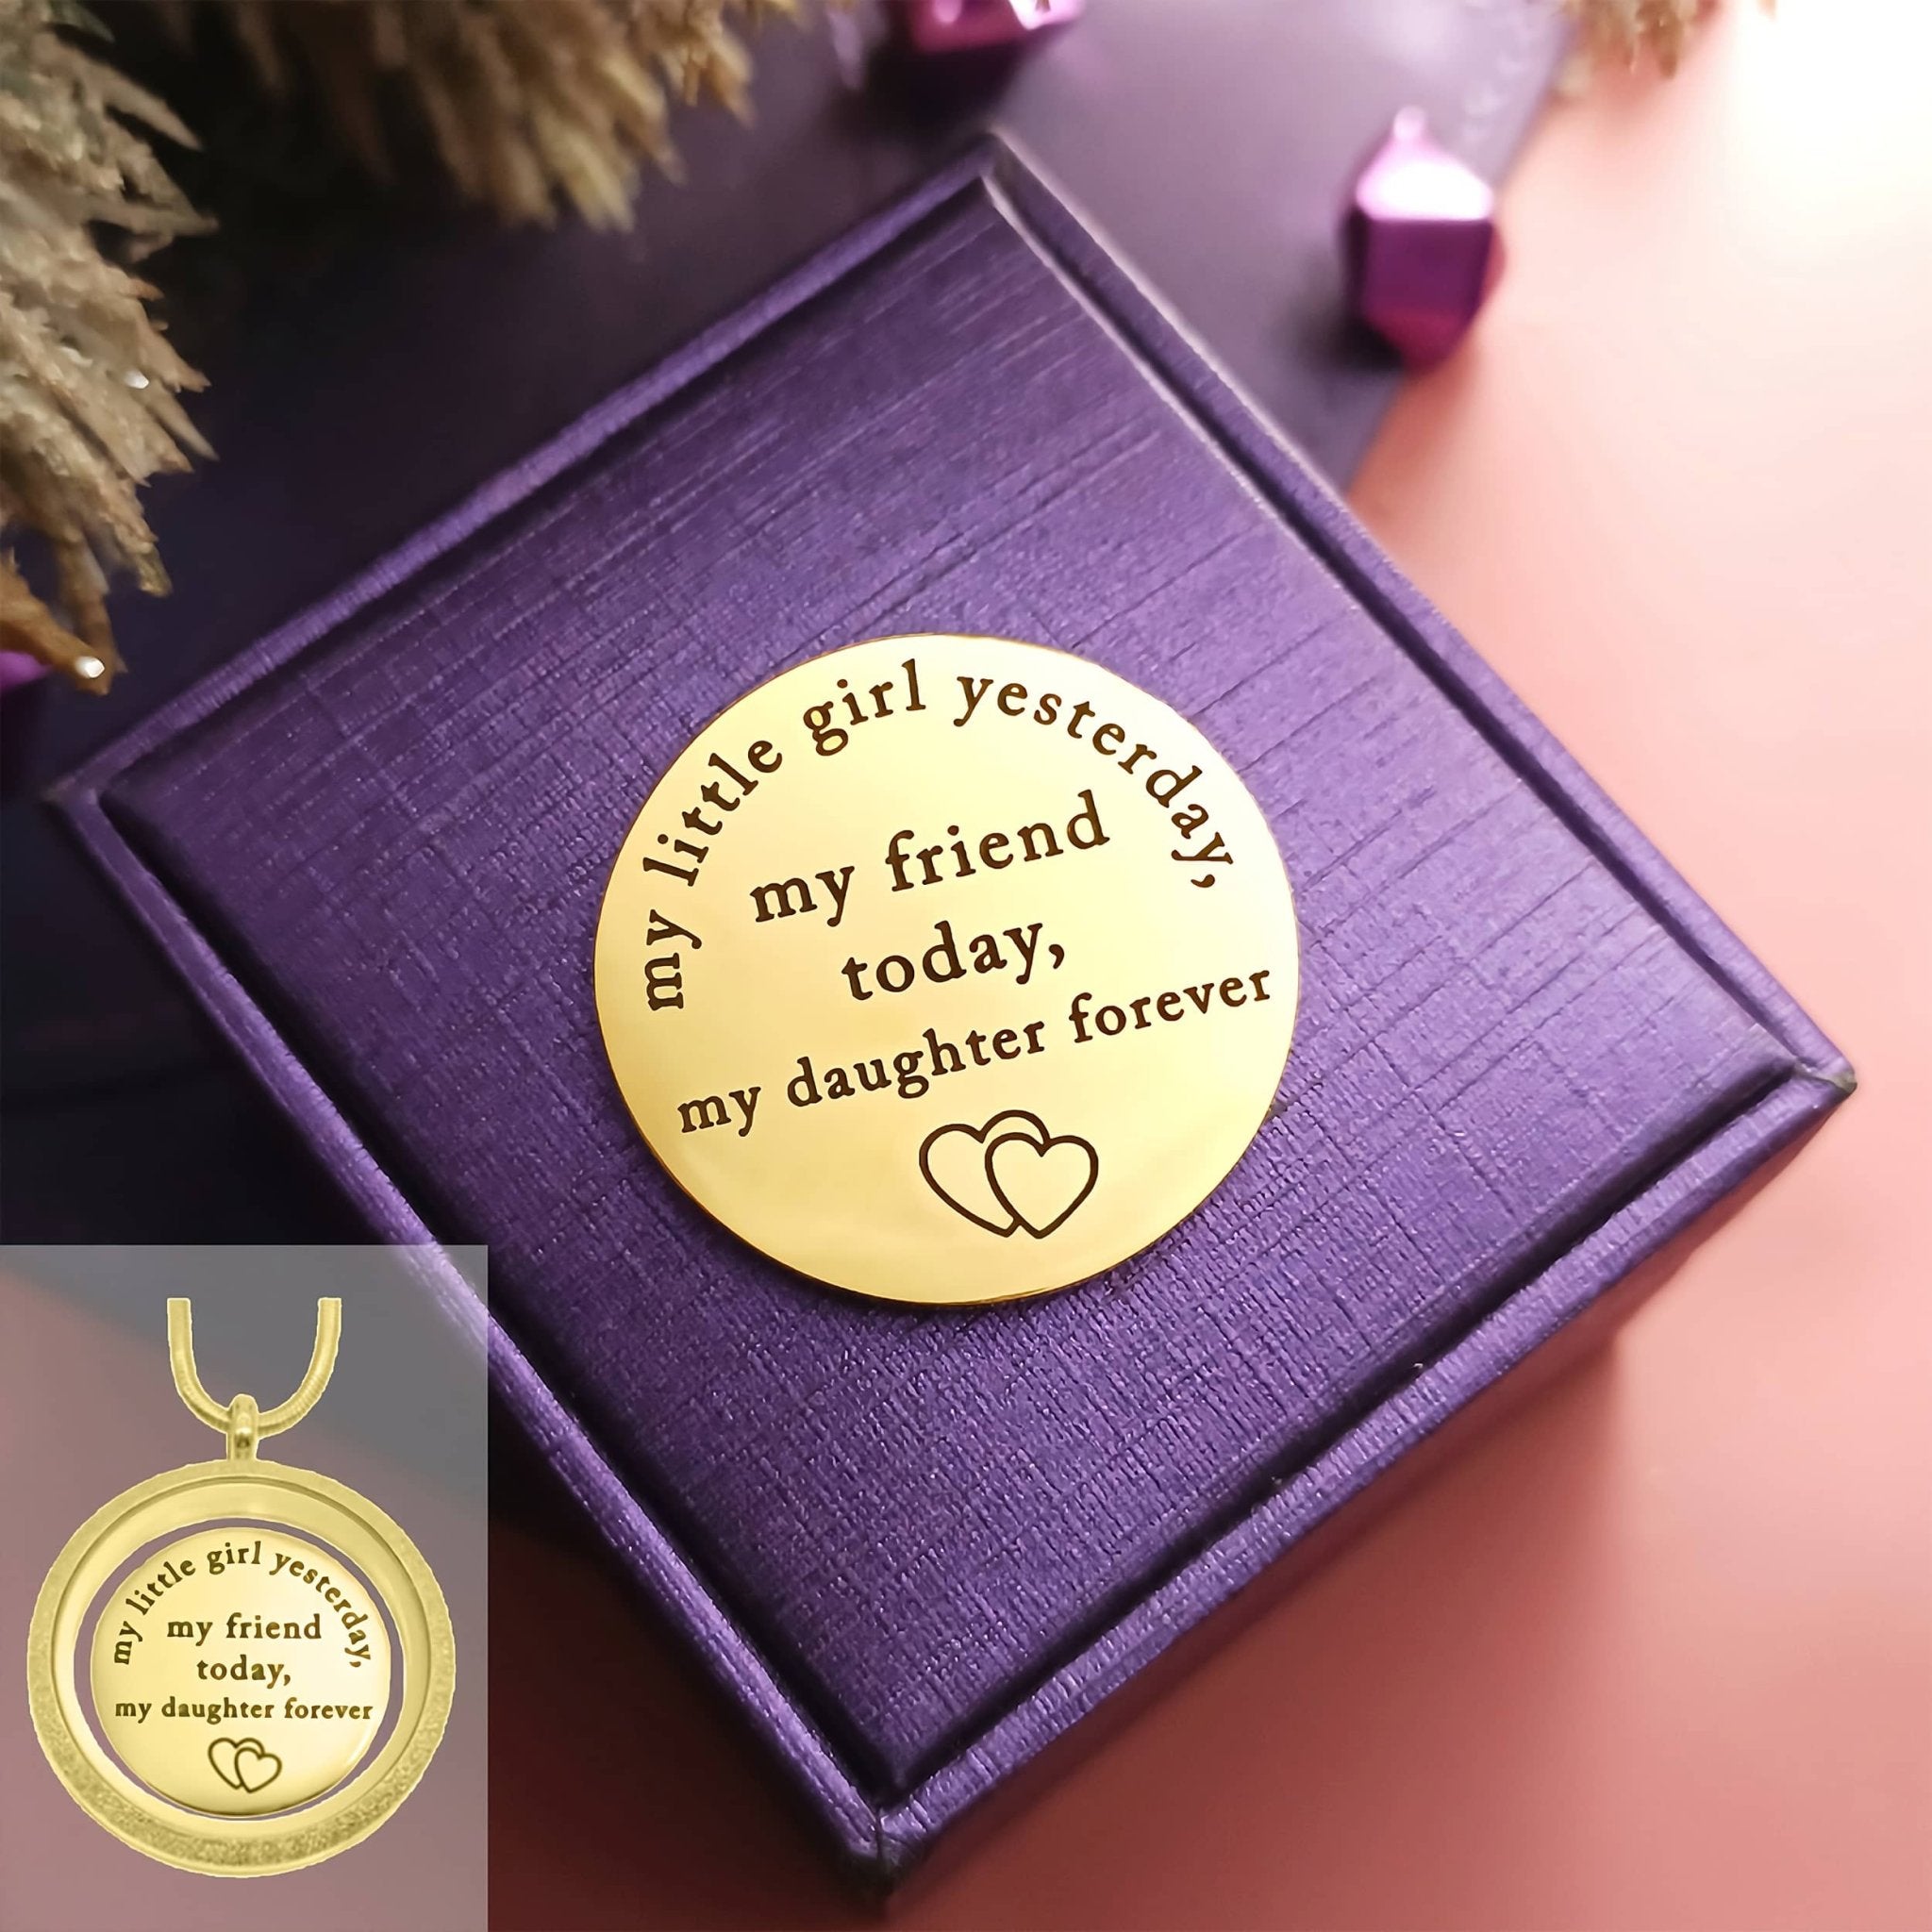 my little girl yesterday,
my friend
today,
my daughter forever
my little girl yesterday,
my friend
today,
my daughter forever